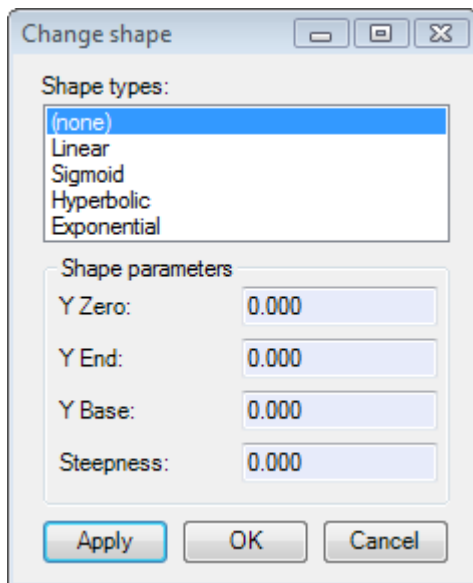 Change shape
Shape types:
(none)
Linear
Sigmoid
Hyperbolic
Exponential
Shape parameters
Y Zero: 0.000
Y End: 0.000
Y Base: 0.000
Steepness: 0.000
Apply OK Cancel